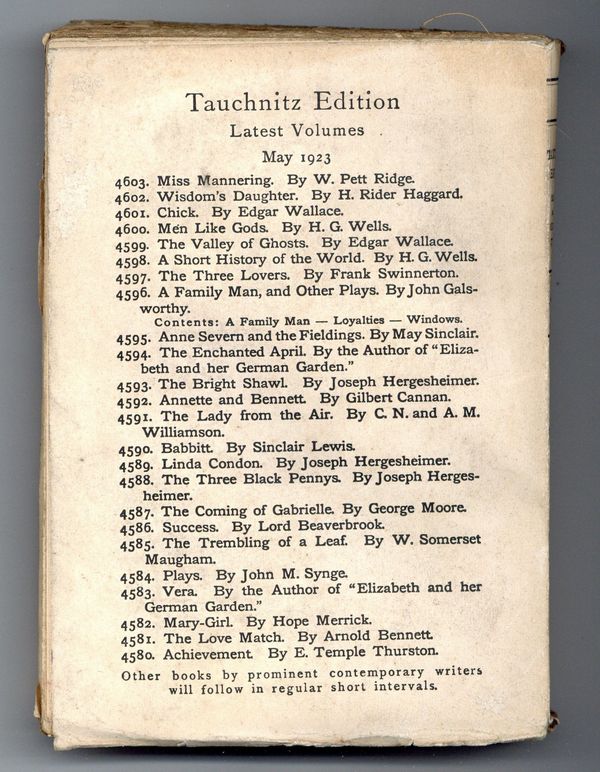 Tauchnitz Edition
Latest Volumes
May 1923
4603. Miss Mannering. By W. Pett Ridge.
4602. Wisdom's Daughter. By H. Rider Haggard.
4601. Chick. By Edgar Wallace.
4600. Men Like Gods. By H. G. Wells.
4599. The Valley of Ghosts. By Edgar Wallace.
4598. A Short History of the World. By H. G. Wells.
4597. The Three Lovers. By Frank Swinnerton.
4596. A Family Man, and Other Plays. By John Gals-
worthy.
Contents: A Family Man — Loyalties — Windows.
4595. Anne Severn and the Fieldings. By May Sinclair.
4594. The Enchanted April. By the Author of "Eliza-
beth and her German Garden."
4593. The Bright Shawl. By Joseph Hergesheimer.
4592. Annette and Bennett. By Gilbert Cannan.
4591. The Lady from the Air. By C. N. and A. M.
Williamson.
4590. Babbitt. By Sinclair Lewis.
4589. Linda Condon. By Joseph Hergesheimer.
4588. The Three Black Pennys. By Joseph Herges-
heimer.
4587. The Coming of Gabrielle. By George Moore.
4586. Success. By Lord Beaverbrook.
4585. The Trembling of a Leaf. By W. Somerset
Maugham.
4584. Plays. By John M. Synge.
4583. Vera. By the Author of "Elizabeth and her
German Garden."
4582. Mary-Girl. By Hope Merrick.
4581. The Love Match. By Arnold Bennett.
4580. Achievement. By E. Temple Thurston.
Other books by prominent contemporary writers
will follow in regular short intervals.